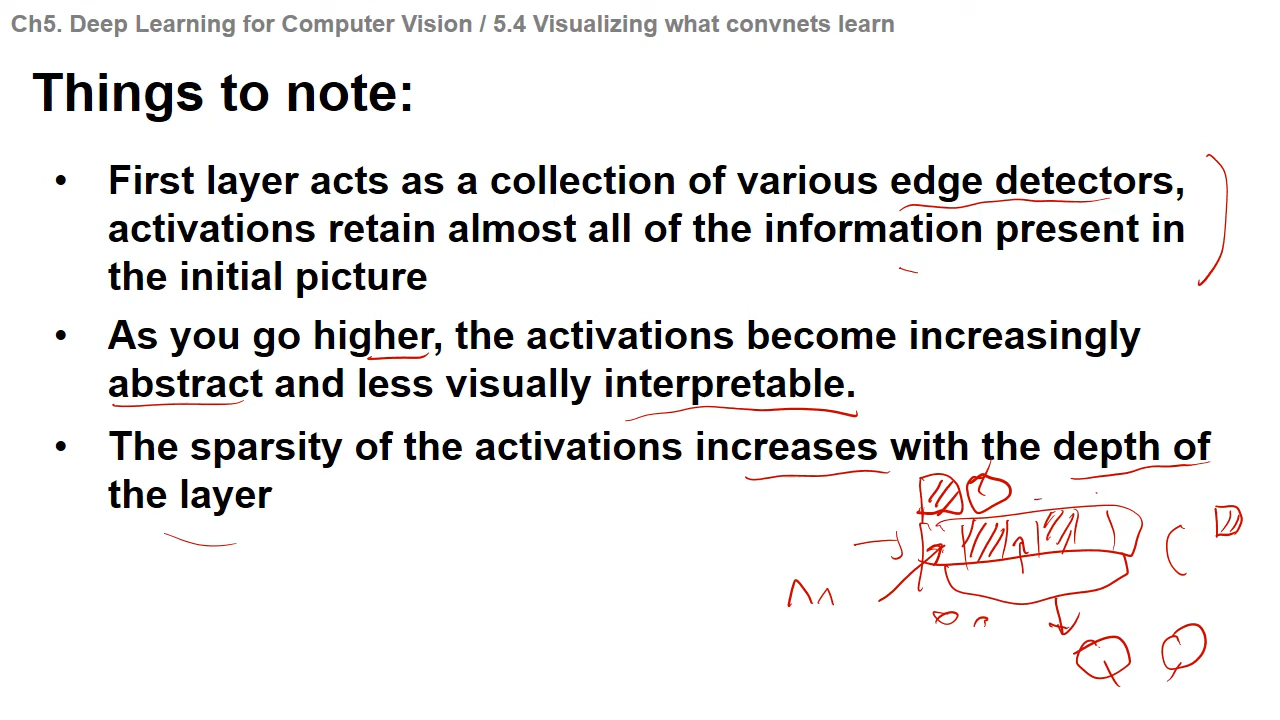 Ch5. Deep Learning for Computer Vision / 5.4 Visualizing what convnets learn
Things to note:
• First layer acts as a collection of various edge detectors,
activations retain almost all of the information present in
the initial picture
• As you go higher, the activations become increasingly
abstract and less visually interpretable.
• The sparsity of the activations increases with the depth of
the layer